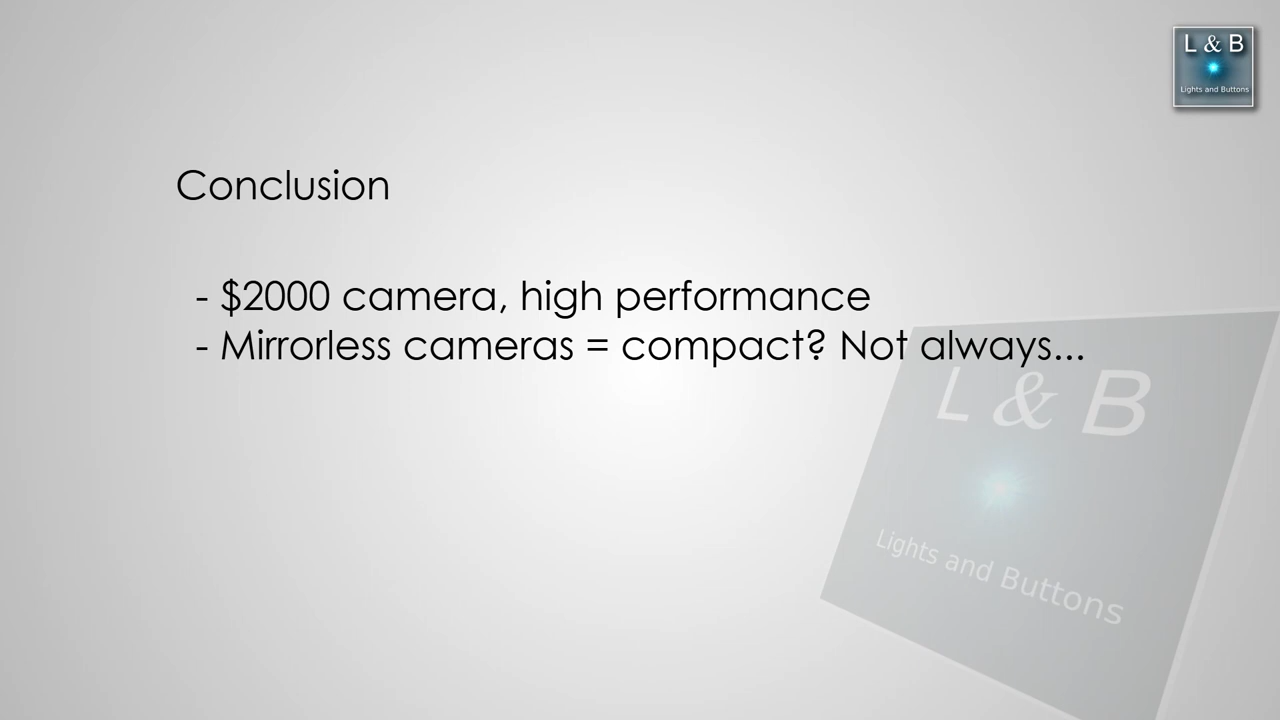 L & B
Lights and Buttons
Conclusion
- $2000 camera, high performance
- Mirrorless cameras = compact? Not always...
L & B
Lights and Buttons